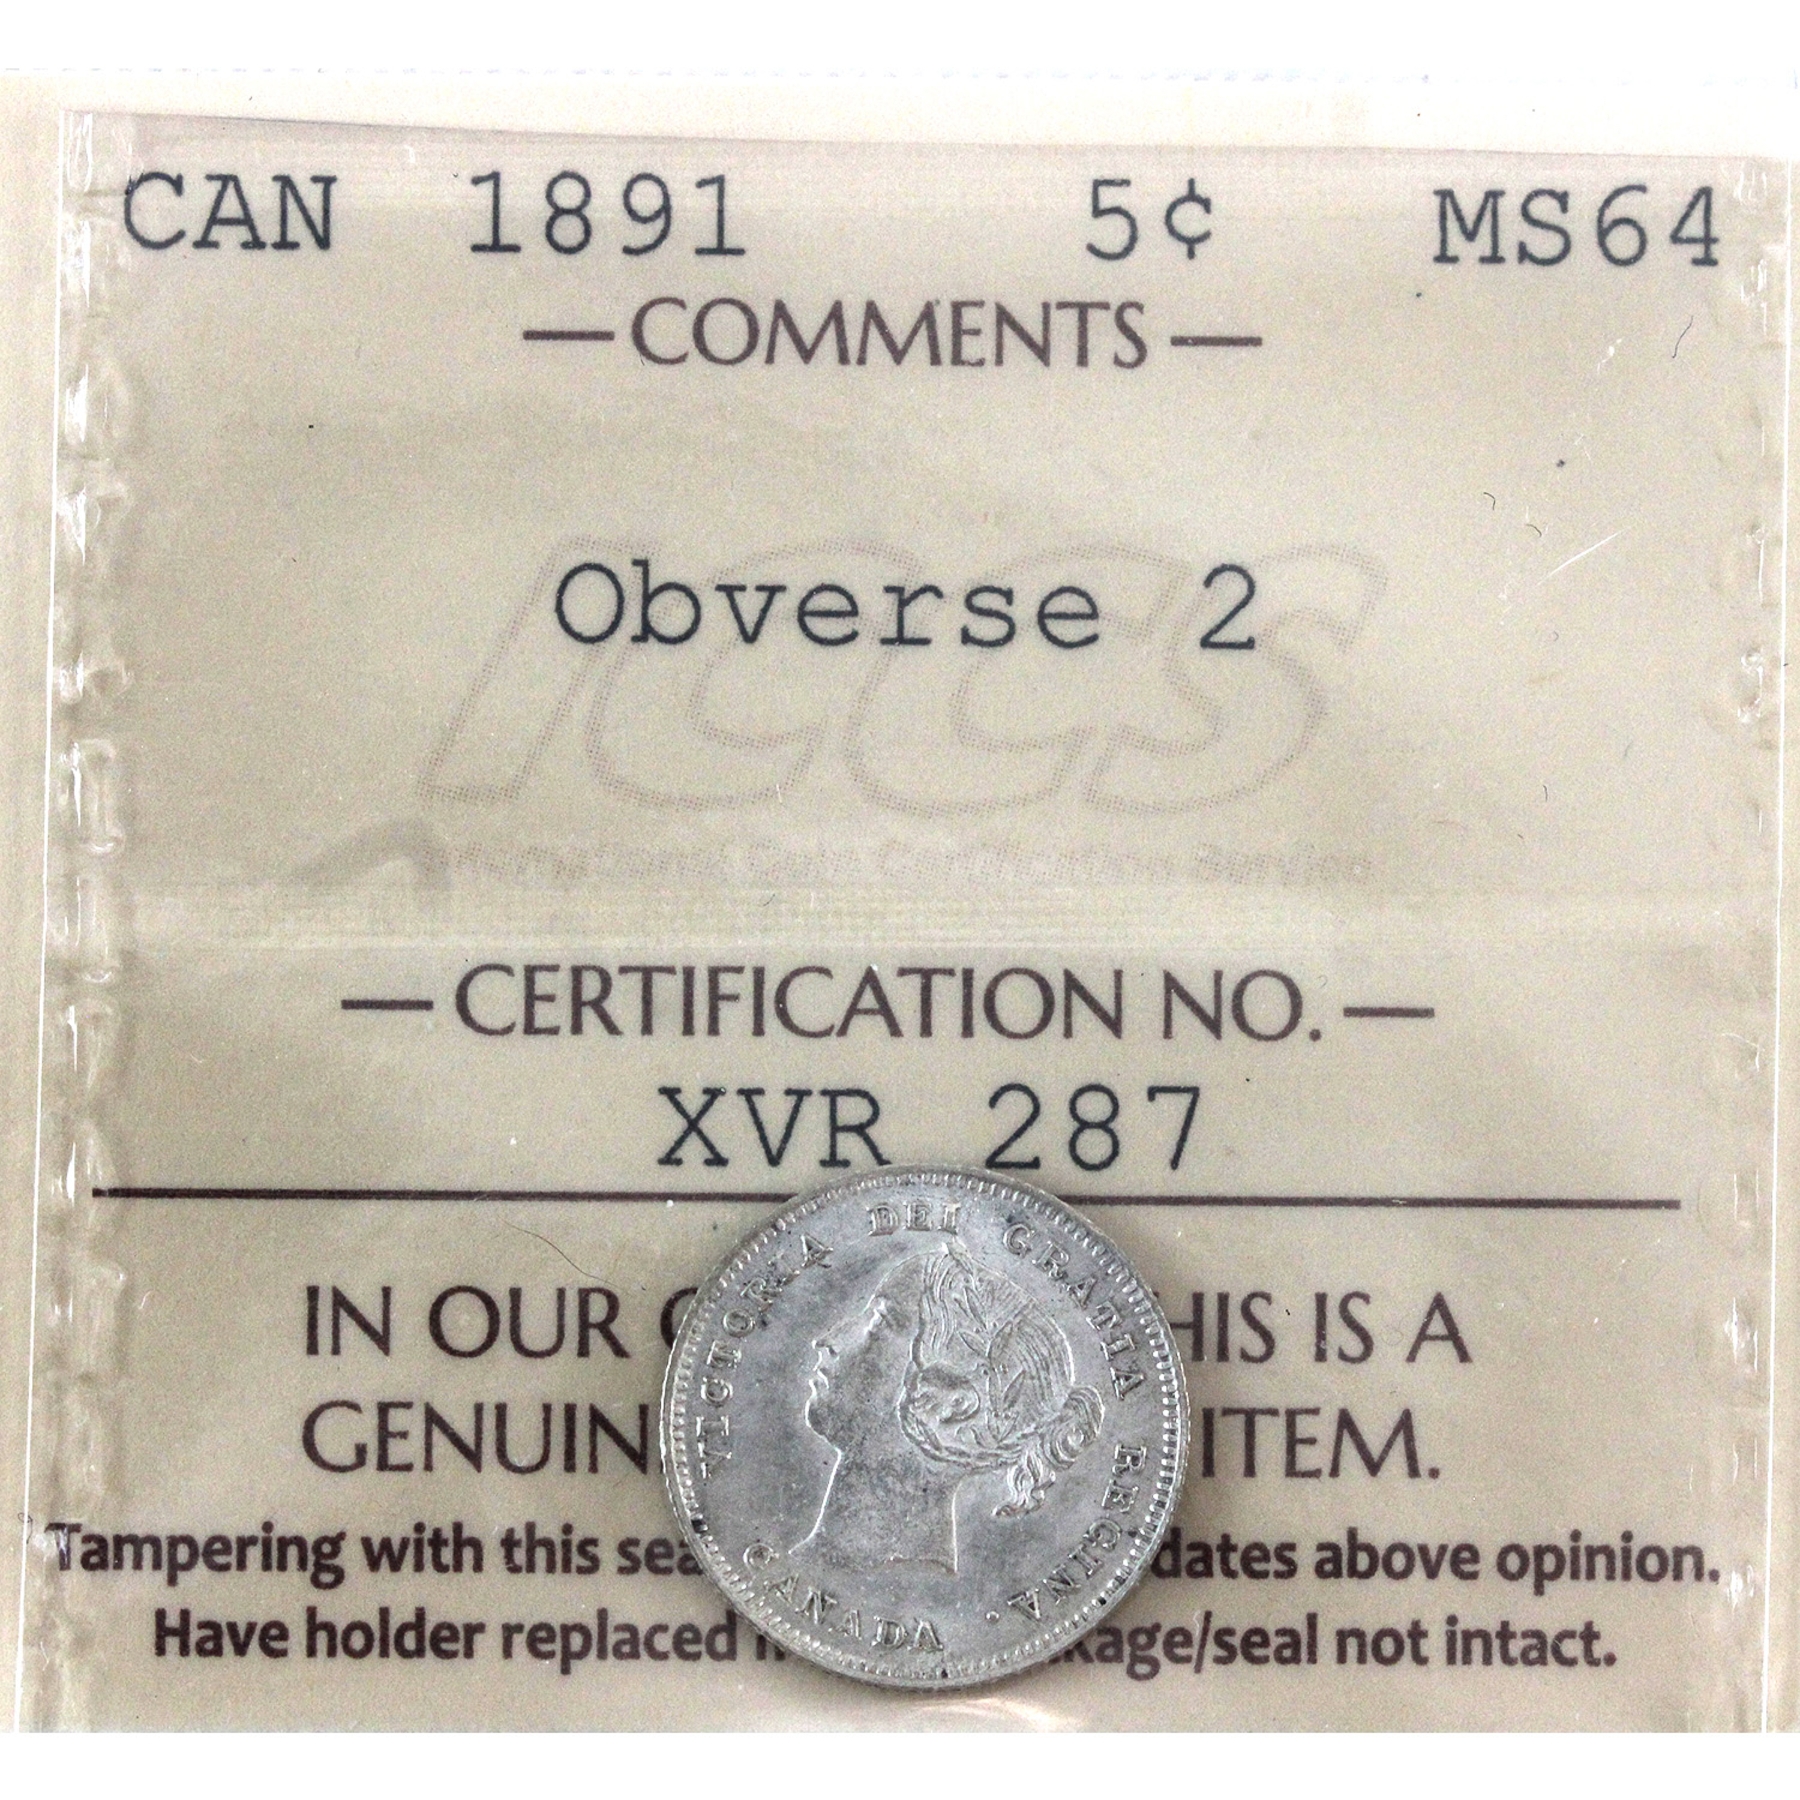 CAN 1891 5¢ MS64
—COMMENTS—
Obverse 2
ICCS
—CERTIFICATION NO.—
XVR 287
IN OUR HIS IS A
GENUIN ITEM.
Tampering with this sea dates above opinion.
Have holder replaced kage/seal not intact.
VICTORIA DEI GRATIA REGINA .
CANADA